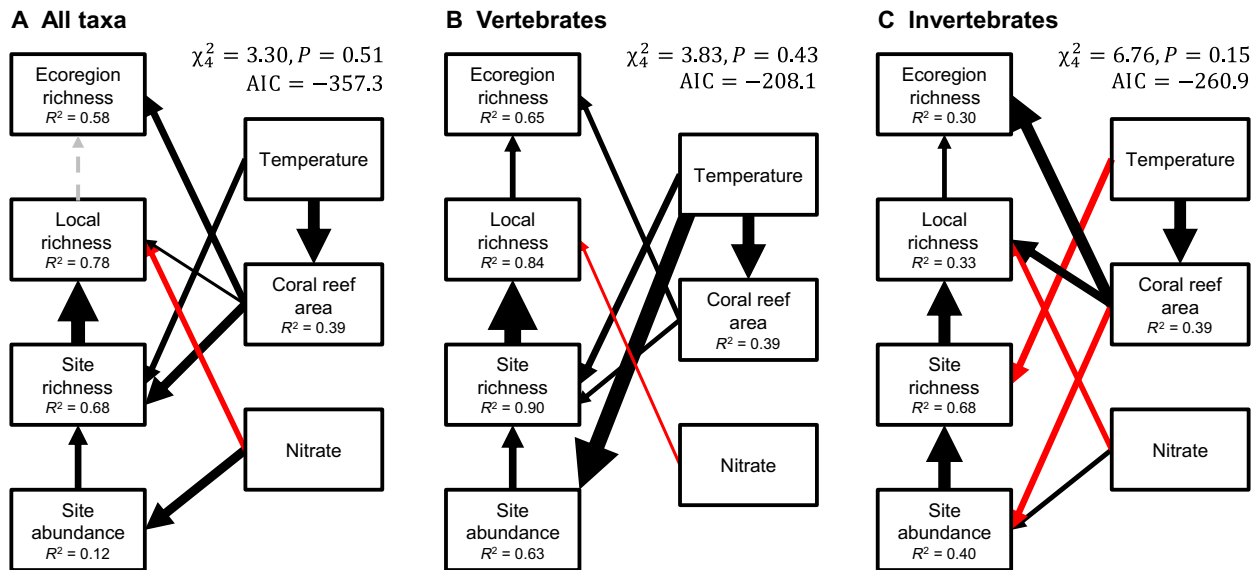 A All taxa
χ₄² = 3.30, P = 0.51
AIC = −357.3
Ecoregion
richness
R² = 0.58
Temperature
Local
richness
R² = 0.78
Coral reef
area
R² = 0.39
Site
richness
R² = 0.68
Nitrate
Site
abundance
R² = 0.12
B Vertebrates
χ₄² = 3.83, P = 0.43
AIC = −208.1
Ecoregion
richness
R² = 0.65
Temperature
Local
richness
R² = 0.84
Coral reef
area
R² = 0.39
Site
richness
R² = 0.90
Nitrate
Site
abundance
R² = 0.63
C Invertebrates
χ₄² = 6.76, P = 0.15
AIC = −260.9
Ecoregion
richness
R² = 0.30
Temperature
Local
richness
R² = 0.33
Coral reef
area
R² = 0.39
Site
richness
R² = 0.68
Nitrate
Site
abundance
R² = 0.40